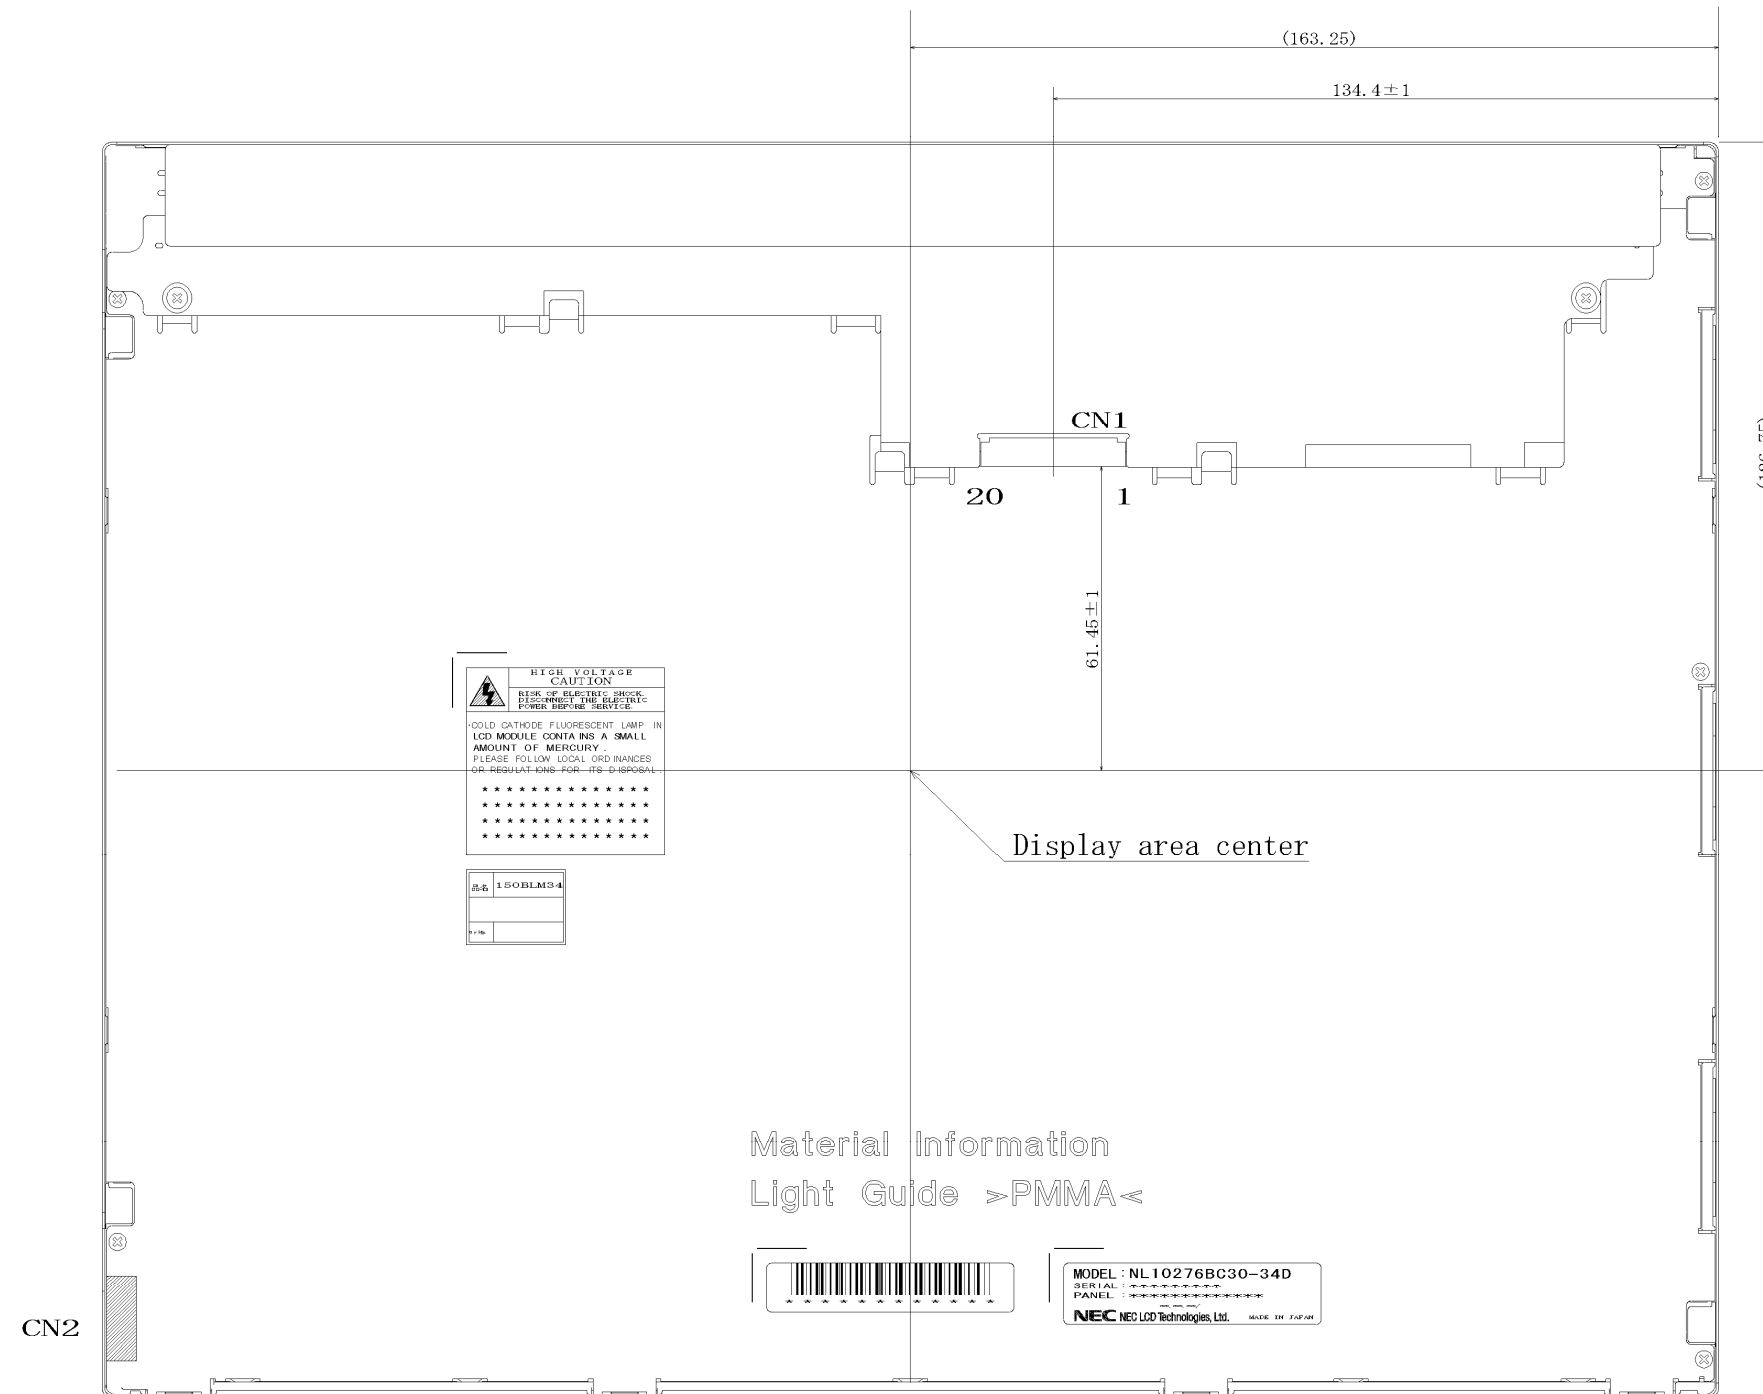 (163.25)
134.4±1
CN1
20 1
61.45±1
HIGH VOLTAGE
CAUTION
RISK OF ELECTRIC SHOCK.
DISCONNECT THE ELECTRIC
POWER BEFORE SERVICE.
·COLD CATHODE FLUORESCENT LAMP IN
LCD MODULE CONTAINS A SMALL
AMOUNT OF MERCURY.
PLEASE FOLLOW LOCAL ORDINANCES
OR REGULATIONS FOR ITS DISPOSAL.
* * * * * * * * * * * * * *
* * * * * * * * * * * * * *
* * * * * * * * * * * * * *
* * * * * * * * * * * * * *
Display area center
品名 150BLM34
Material Information
Light Guide >PMMA<
* * * * * * * * * * * *
MODEL : NL10276BC30-34D
SERIAL : *********
PANEL : *************
NEC NEC LCD Technologies, Ltd. MADE IN JAPAN
CN2